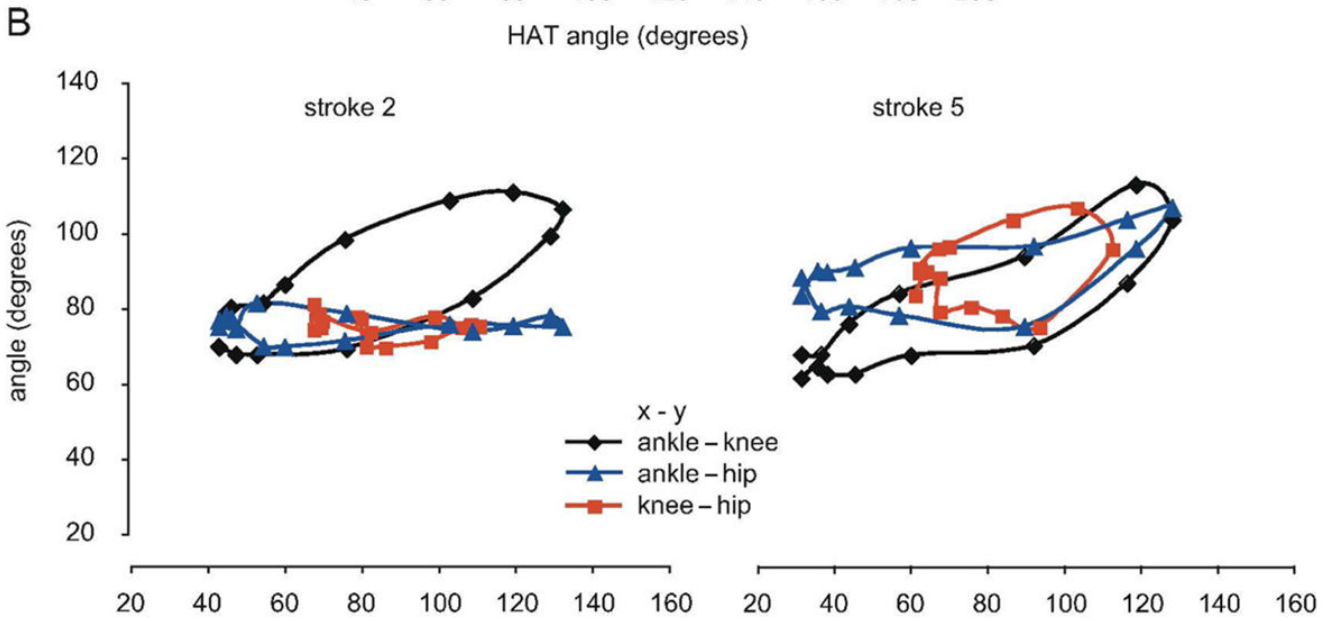 B
HAT angle (degrees)
angle (degrees)
140
120
100
80
60
40
20
stroke 2
stroke 5
x - y
ankle – knee
ankle – hip
knee – hip
20 40 60 80 100 120 140 160
20 40 60 80 100 120 140 160